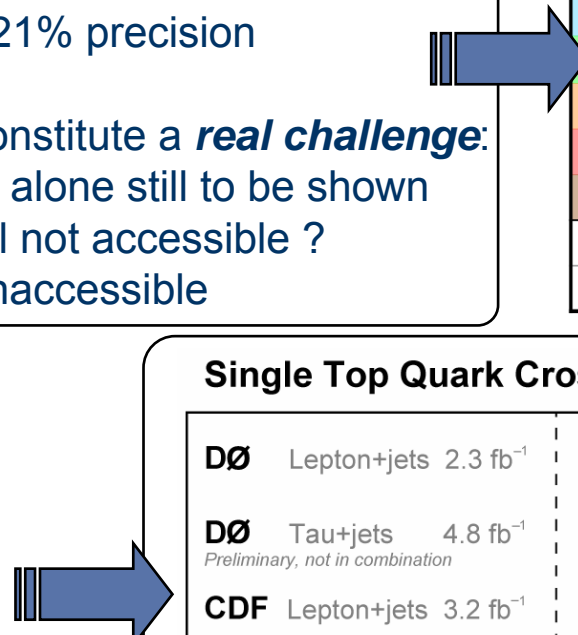 21% precision
onstitute a real challenge:
alone still to be shown
l not accessible ?
naccessible
Single Top Quark Cros
DØ Lepton+jets 2.3 fb⁻¹
DØ Tau+jets 4.8 fb⁻¹
Preliminary, not in combination
CDF Lepton+jets 3.2 fb⁻¹